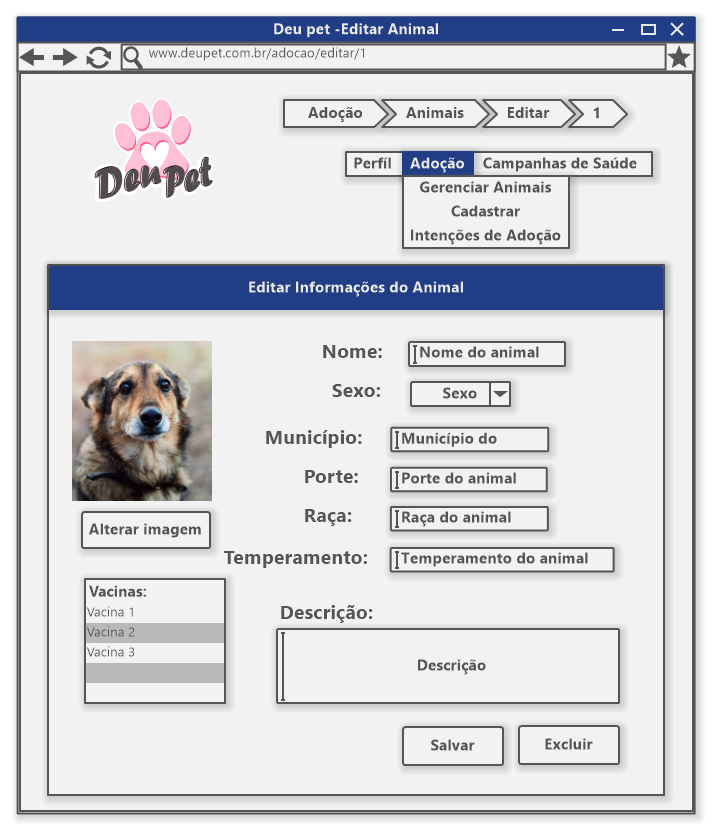 Deu pet -Editar Animal
www.deupet.com.br/adocao/editar/1
Adoção Animais Editar 1
Deu Pet
Perfíl Adoção Campanhas de Saúde
Gerenciar Animais
Cadastrar
Intenções de Adoção
Editar Informações do Animal
Nome: Nome do animal
Sexo: Sexo
Município: Município do
Porte: Porte do animal
Raça: Raça do animal
Alterar imagem
Temperamento: Temperamento do animal
Vacinas:
Vacina 1
Vacina 2
Vacina 3
Descrição:
Descrição
Salvar Excluir